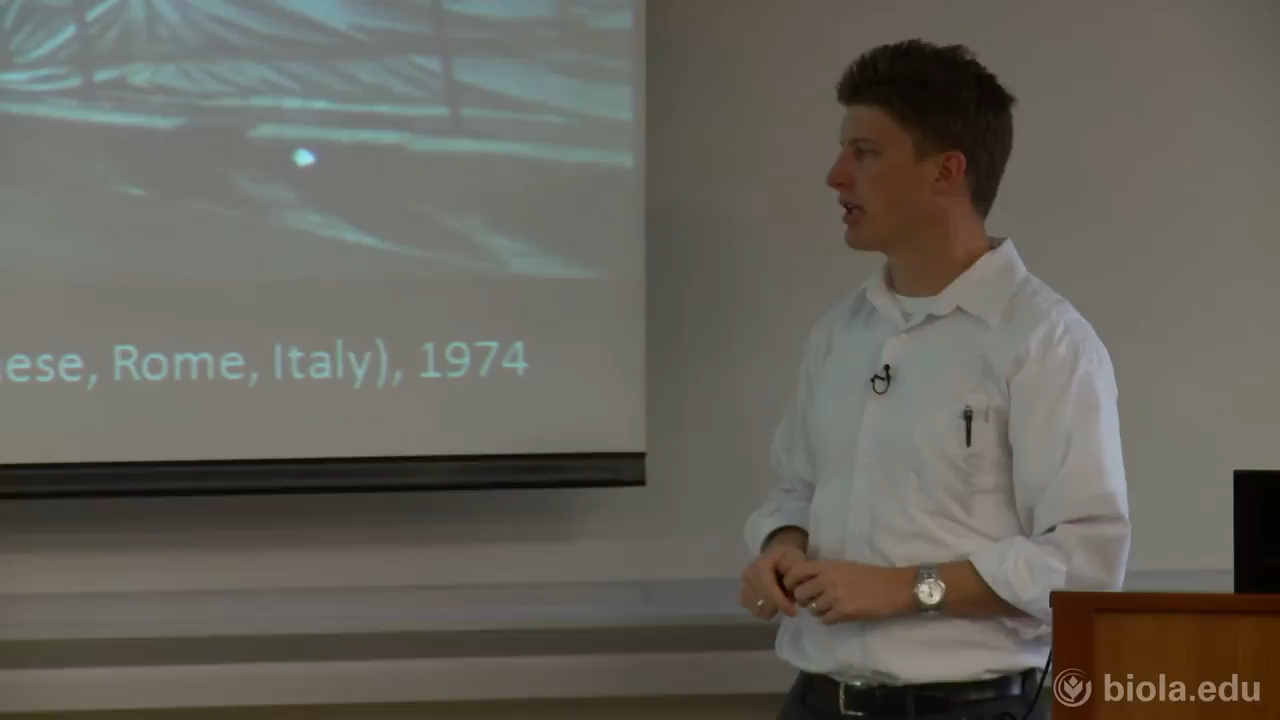 ese, Rome, Italy), 1974
biola.edu